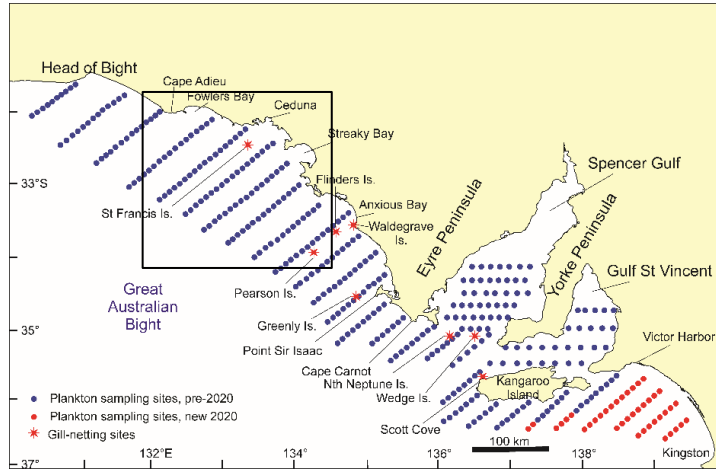 Head of Bight
Cape Adieu
Fowlers Bay
Ceduna
Streaky Bay
Flinders Is.
Spencer Gulf
33°S
St Francis Is.
Anxious Bay
Waldegrave
Is.
Eyre Peninsula
Yorke Peninsula
Gulf St Vincent
Pearson Is.
Great
Australian
Bight
Greenly Is.
35°
Point Sir Isaac
Victor Harbor
Cape Carnot
Nth Neptune Is.
Kangaroo
Island
Wedge Is.
Plankton sampling sites, pre-2020
Plankton sampling sites, new 2020
Gill-netting sites
Scott Cove
100 km
Kingston
37°
132°E
134°
136°
138°